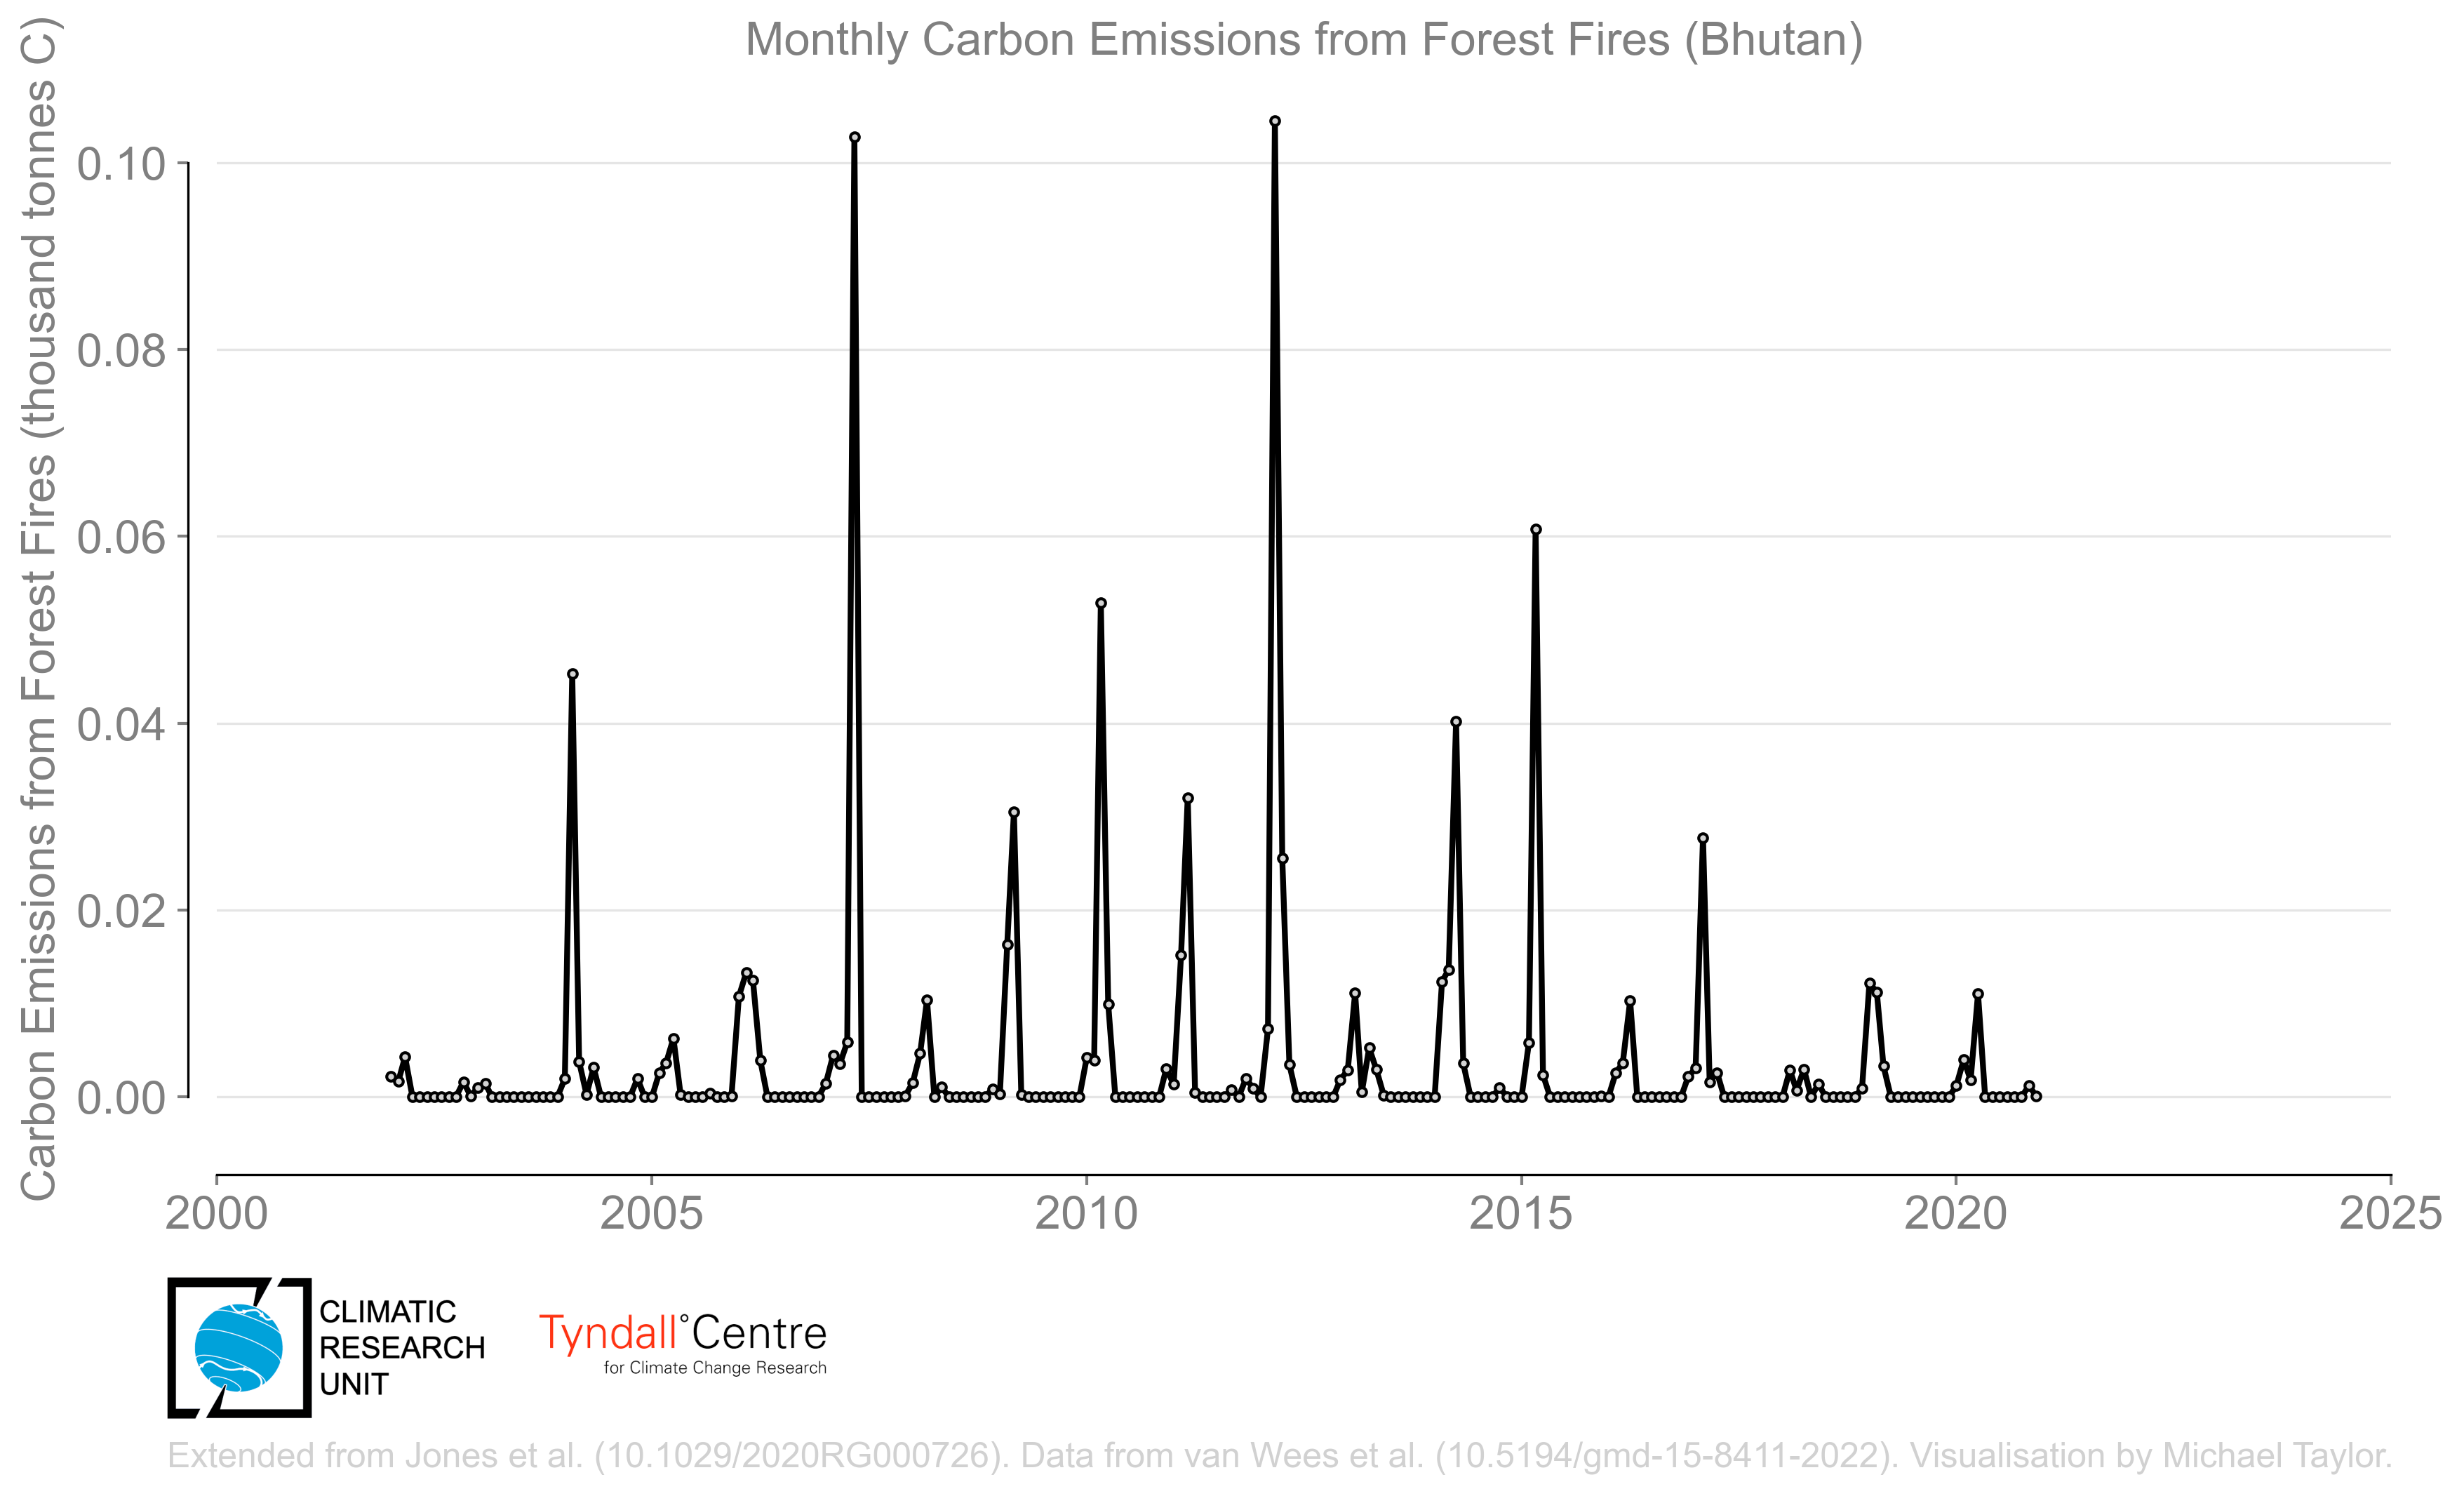 Monthly Carbon Emissions from Forest Fires (Bhutan)
Carbon Emissions from Forest Fires (thousand tonnes C)
0.10
0.08
0.06
0.04
0.02
0.00
2000 2005 2010 2015 2020 2025
CLIMATIC
RESEARCH
UNIT
Tyndall°Centre
for Climate Change Research
Extended from Jones et al. (10.1029/2020RG000726). Data from van Wees et al. (10.5194/gmd-15-8411-2022). Visualisation by Michael Taylor.